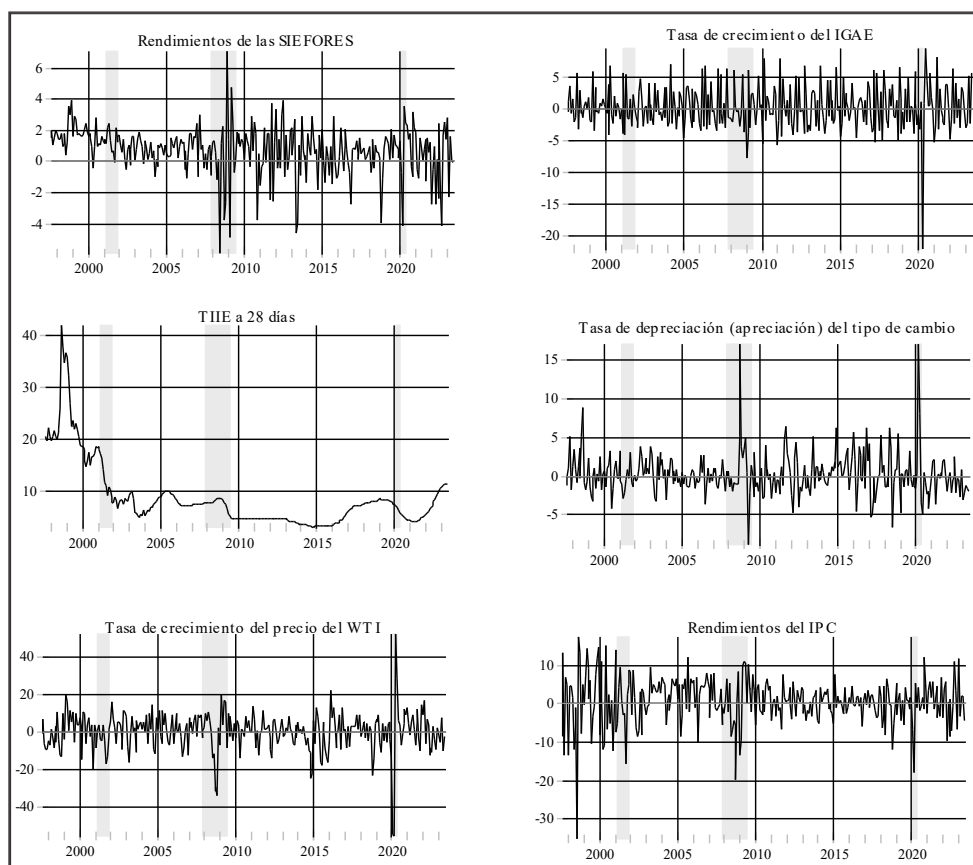 Rendimientos de las SIEFORES
6
4
2
0
-2
-4
2000 2005 2010 2015 2020
Tasa de crecimiento del IGAE
5
0
-5
-10
-15
-20
2000 2005 2010 2015 2020
TIIE a 28 días
40
30
20
10
2000 2005 2010 2015 2020
Tasa de depreciación (apreciación) del tipo de cambio
15
10
5
0
-5
2000 2005 2010 2015 2020
Tasa de crecimiento del precio del WTI
40
20
0
-20
-40
2000 2005 2010 2015 2020
Rendimientos del IPC
10
0
-10
-20
-30
2000 2005 2010 2015 2020